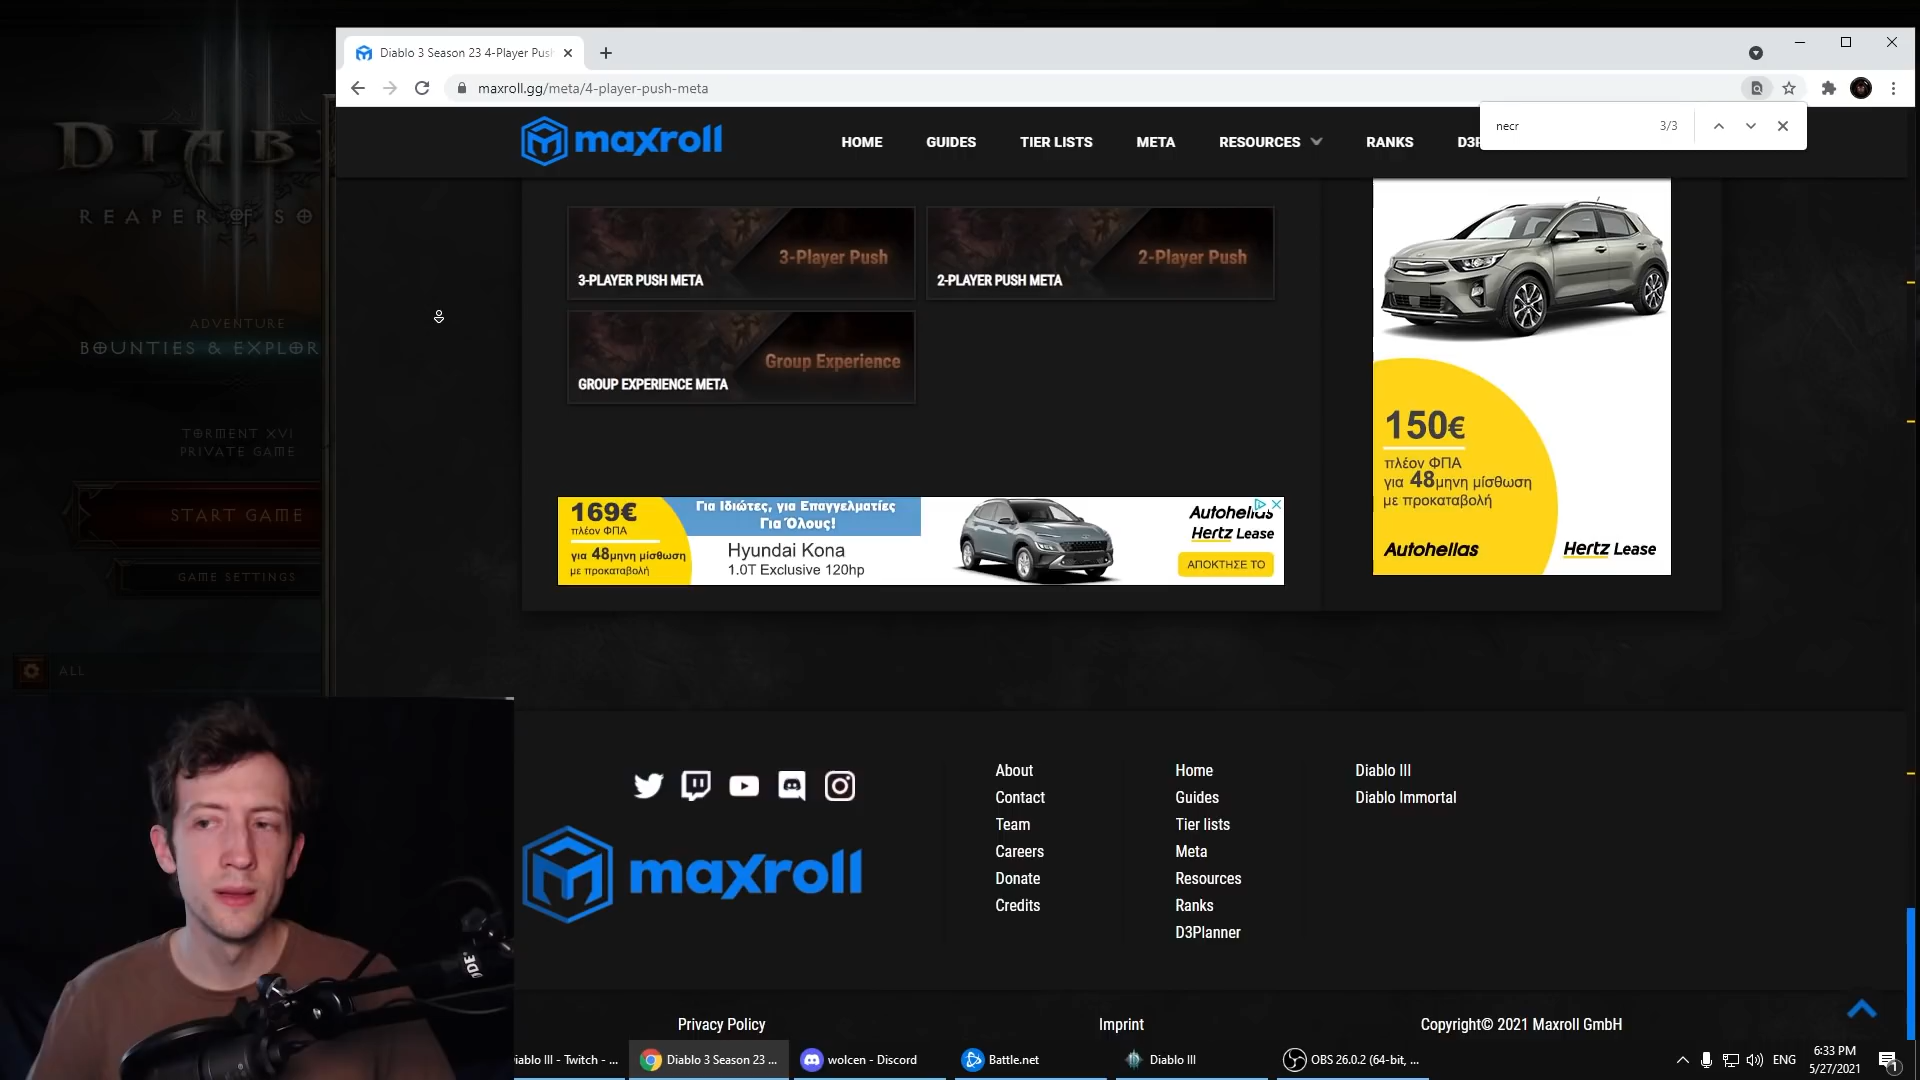 Diablo 3 Season 23 4-Player Push
maxroll.gg/meta/4-player-push-meta
necr
3/3
maxroll
HOME
GUIDES
TIER LISTS
META
RESOURCES
RANKS
D3P
DIAB
REAPER OF SO
ADVENTURE
BOUNTIES & EXPLOR
TORMENT XVI
PRIVATE GAME
START GAME
GAME SETTINGS
ALL
3-Player Push
3-PLAYER PUSH META
2-Player Push
2-PLAYER PUSH META
Group Experience
GROUP EXPERIENCE META
150€
πλέον ΦΠΑ
για 48μηνη μίσθωση
με προκαταβολή
Autohellas
Hertz Lease
169€
πλέον ΦΠΑ
για 48μηνη μίσθωση
με προκαταβολή
Για Ιδιώτες, για Επαγγελματίες
Για Όλους!
Hyundai Kona
1.0T Exclusive 120hp
Autohellas
Hertz Lease
ΑΠΟΚΤΗΣΕ ΤΟ
maxroll
About
Contact
Team
Careers
Donate
Credits
Home
Guides
Tier lists
Meta
Resources
Ranks
D3Planner
Diablo III
Diablo Immortal
Privacy Policy
Imprint
Copyright© 2021 Maxroll GmbH
iablo III - Twitch - ...
Diablo 3 Season 23 ...
wolcen - Discord
Battle.net
Diablo III
OBS 26.0.2 (64-bit, ...
ENG
6:33 PM
5/27/2021
1